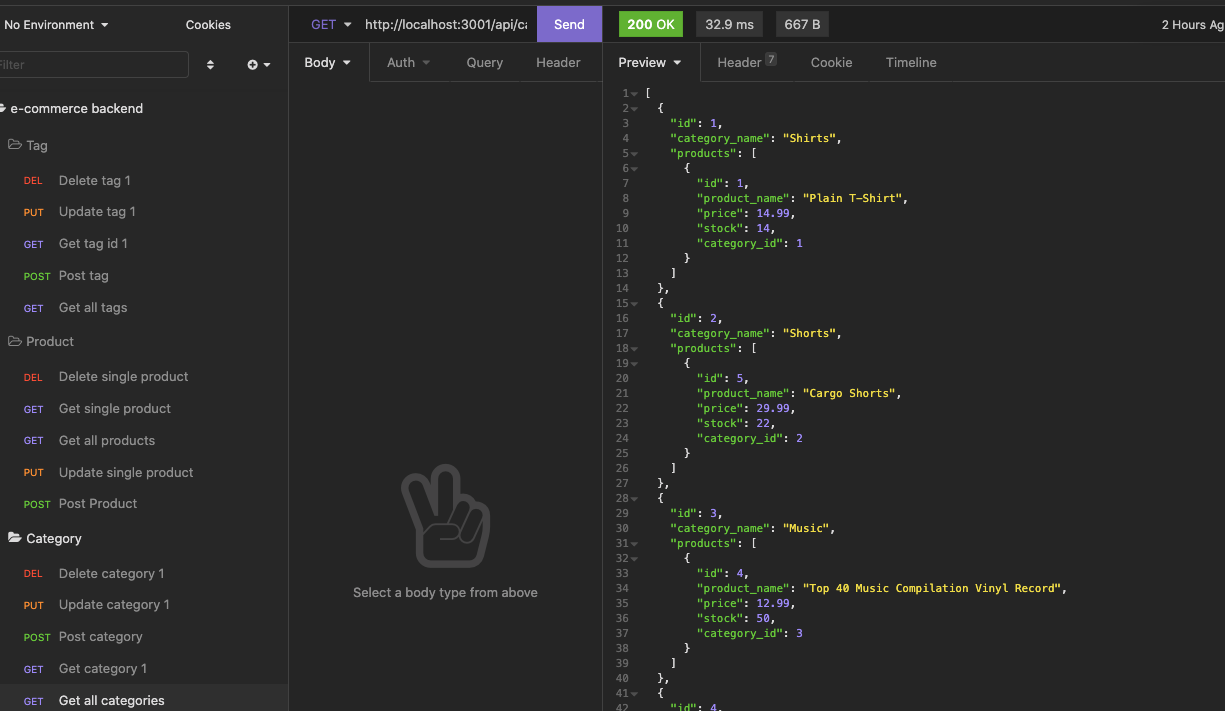 No Environment
Cookies
Filter
e-commerce backend
Tag
DEL Delete tag 1
PUT Update tag 1
GET Get tag id 1
POST Post tag
GET Get all tags
Product
DEL Delete single product
GET Get single product
GET Get all products
PUT Update single product
POST Post Product
Category
DEL Delete category 1
PUT Update category 1
POST Post category
GET Get category 1
GET Get all categories
GET http://localhost:3001/api/ca Send
Body Auth Query Header
Select a body type from above
200 OK 32.9 ms 667 B 2 Hours Ag
Preview Header 7 Cookie Timeline
1 [
2 {
3 "id": 1,
4 "category_name": "Shirts",
5 "products": [
6 {
7 "id": 1,
8 "product_name": "Plain T-Shirt",
9 "price": 14.99,
10 "stock": 14,
11 "category_id": 1
12 }
13 ]
14 },
15 {
16 "id": 2,
17 "category_name": "Shorts",
18 "products": [
19 {
20 "id": 5,
21 "product_name": "Cargo Shorts",
22 "price": 29.99,
23 "stock": 22,
24 "category_id": 2
25 }
26 ]
27 },
28 {
29 "id": 3,
30 "category_name": "Music",
31 "products": [
32 {
33 "id": 4,
34 "product_name": "Top 40 Music Compilation Vinyl Record",
35 "price": 12.99,
36 "stock": 50,
37 "category_id": 3
38 }
39 ]
40 },
41 {
42 "id": 4,